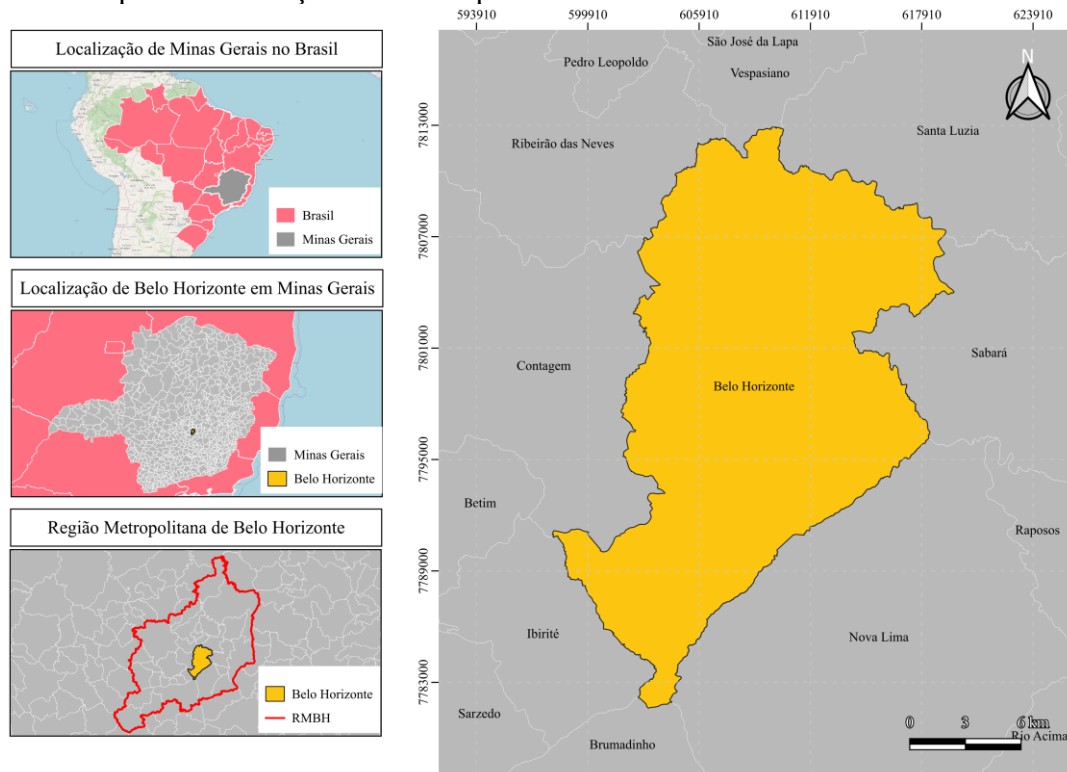 593910
599910
605910
611910
617910
623910
Localização de Minas Gerais no Brasil
Brasil
Minas Gerais
Localização de Belo Horizonte em Minas Gerais
Minas Gerais
Belo Horizonte
Região Metropolitana de Belo Horizonte
Belo Horizonte
RMBH
7813000
7807000
7801000
7795000
7789000
7783000
São José da Lapa
Pedro Leopoldo
Vespasiano
N
Santa Luzia
Ribeirão das Neves
Contagem
Sabará
Belo Horizonte
Betim
Raposos
Ibirité
Nova Lima
Sarzedo
Brumadinho
0 3 6 km
Rio Acima